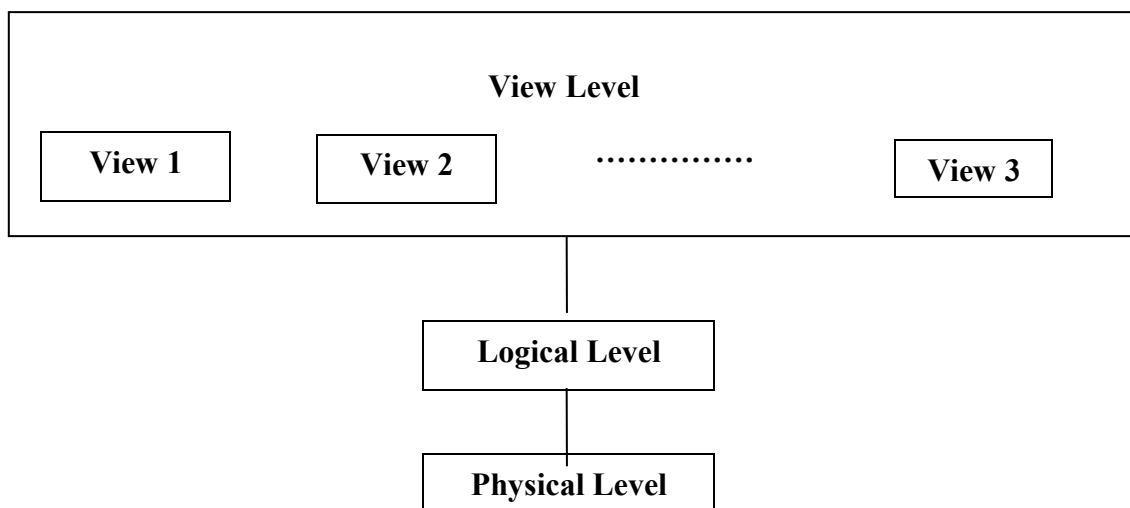 View Level
View 1
View 2
...............
View 3
Logical Level
Physical Level